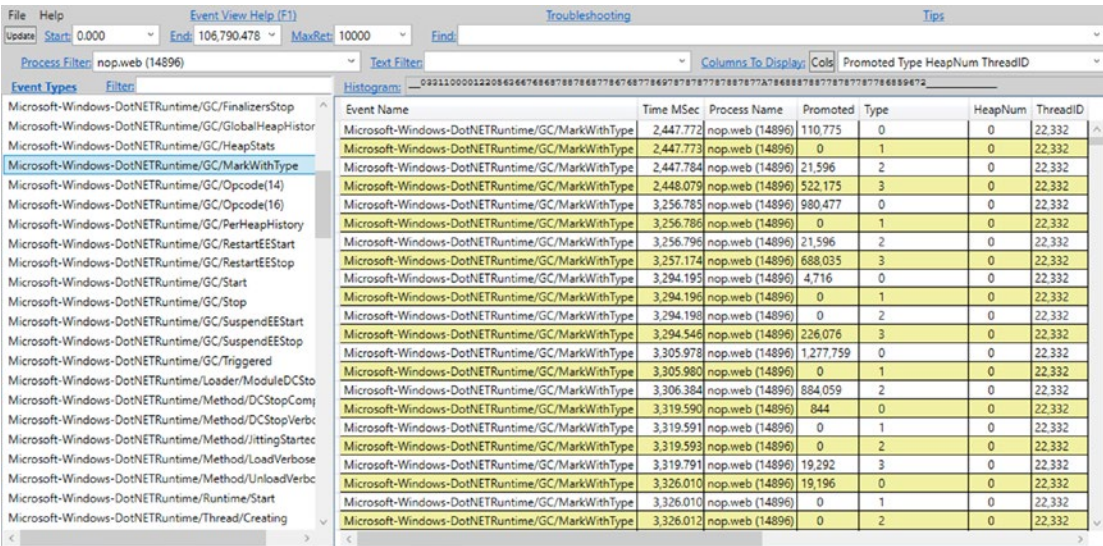 File Help Event View Help (F1) Troubleshooting Tips
Update Start: 0.000 End: 106,790.478 MaxRet: 10000 Find:
Process Filter: nop.web (14896) Text Filter: Columns To Display: Cols Promoted Type HeapNum ThreadID
Event Types Filter: Histogram:
Microsoft-Windows-DotNETRuntime/GC/FinalizersStop
Microsoft-Windows-DotNETRuntime/GC/GlobalHeapHistor
Microsoft-Windows-DotNETRuntime/GC/HeapStats
Microsoft-Windows-DotNETRuntime/GC/MarkWithType
Microsoft-Windows-DotNETRuntime/GC/Opcode(14)
Microsoft-Windows-DotNETRuntime/GC/Opcode(16)
Microsoft-Windows-DotNETRuntime/GC/PerHeapHistory
Microsoft-Windows-DotNETRuntime/GC/RestartEEStart
Microsoft-Windows-DotNETRuntime/GC/RestartEEStop
Microsoft-Windows-DotNETRuntime/GC/Start
Microsoft-Windows-DotNETRuntime/GC/Stop
Microsoft-Windows-DotNETRuntime/GC/SuspendEEStart
Microsoft-Windows-DotNETRuntime/GC/SuspendEEStop
Microsoft-Windows-DotNETRuntime/GC/Triggered
Microsoft-Windows-DotNETRuntime/Loader/ModuleDCSto
Microsoft-Windows-DotNETRuntime/Method/DCStopComp
Microsoft-Windows-DotNETRuntime/Method/DCStopVerbo
Microsoft-Windows-DotNETRuntime/Method/JittingStarted
Microsoft-Windows-DotNETRuntime/Method/LoadVerbose
Microsoft-Windows-DotNETRuntime/Method/UnloadVerbo
Microsoft-Windows-DotNETRuntime/Runtime/Start
Microsoft-Windows-DotNETRuntime/Thread/Creating
Event Name Time MSec Process Name Promoted Type HeapNum ThreadID
Microsoft-Windows-DotNETRuntime/GC/MarkWithType 2,447.772 nop.web (14896) 110,775 0 0 22,332
Microsoft-Windows-DotNETRuntime/GC/MarkWithType 2,447.773 nop.web (14896) 0 1 0 22,332
Microsoft-Windows-DotNETRuntime/GC/MarkWithType 2,447.784 nop.web (14896) 21,596 2 0 22,332
Microsoft-Windows-DotNETRuntime/GC/MarkWithType 2,448.079 nop.web (14896) 522,175 3 0 22,332
Microsoft-Windows-DotNETRuntime/GC/MarkWithType 3,256.785 nop.web (14896) 980,477 0 0 22,332
Microsoft-Windows-DotNETRuntime/GC/MarkWithType 3,256.786 nop.web (14896) 0 1 0 22,332
Microsoft-Windows-DotNETRuntime/GC/MarkWithType 3,256.796 nop.web (14896) 21,596 2 0 22,332
Microsoft-Windows-DotNETRuntime/GC/MarkWithType 3,257.174 nop.web (14896) 688,035 3 0 22,332
Microsoft-Windows-DotNETRuntime/GC/MarkWithType 3,294.195 nop.web (14896) 4,716 0 0 22,332
Microsoft-Windows-DotNETRuntime/GC/MarkWithType 3,294.196 nop.web (14896) 0 1 0 22,332
Microsoft-Windows-DotNETRuntime/GC/MarkWithType 3,294.198 nop.web (14896) 0 2 0 22,332
Microsoft-Windows-DotNETRuntime/GC/MarkWithType 3,294.546 nop.web (14896) 226,076 3 0 22,332
Microsoft-Windows-DotNETRuntime/GC/MarkWithType 3,305.978 nop.web (14896) 1,277,759 0 0 22,332
Microsoft-Windows-DotNETRuntime/GC/MarkWithType 3,305.980 nop.web (14896) 0 1 0 22,332
Microsoft-Windows-DotNETRuntime/GC/MarkWithType 3,306.384 nop.web (14896) 884,059 2 0 22,332
Microsoft-Windows-DotNETRuntime/GC/MarkWithType 3,319.590 nop.web (14896) 844 0 0 22,332
Microsoft-Windows-DotNETRuntime/GC/MarkWithType 3,319.591 nop.web (14896) 0 1 0 22,332
Microsoft-Windows-DotNETRuntime/GC/MarkWithType 3,319.593 nop.web (14896) 0 2 0 22,332
Microsoft-Windows-DotNETRuntime/GC/MarkWithType 3,319.791 nop.web (14896) 19,292 3 0 22,332
Microsoft-Windows-DotNETRuntime/GC/MarkWithType 3,326.010 nop.web (14896) 19,196 0 0 22,332
Microsoft-Windows-DotNETRuntime/GC/MarkWithType 3,326.010 nop.web (14896) 0 1 0 22,332
Microsoft-Windows-DotNETRuntime/GC/MarkWithType 3,326.012 nop.web (14896) 0 2 0 22,332